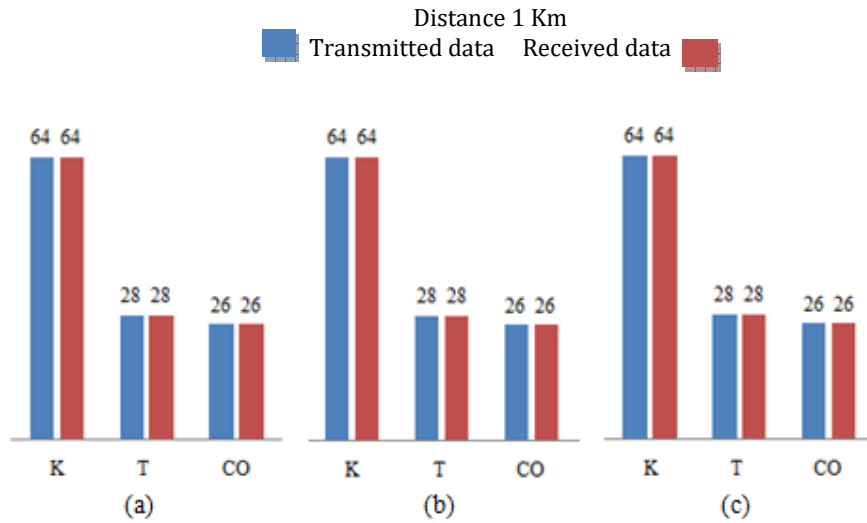 Distance 1 Km
Transmitted data Received data
64 64 28 28 26 26
K T CO
(a)
64 64 28 28 26 26
K T CO
(b)
64 64 28 28 26 26
K T CO
(c)